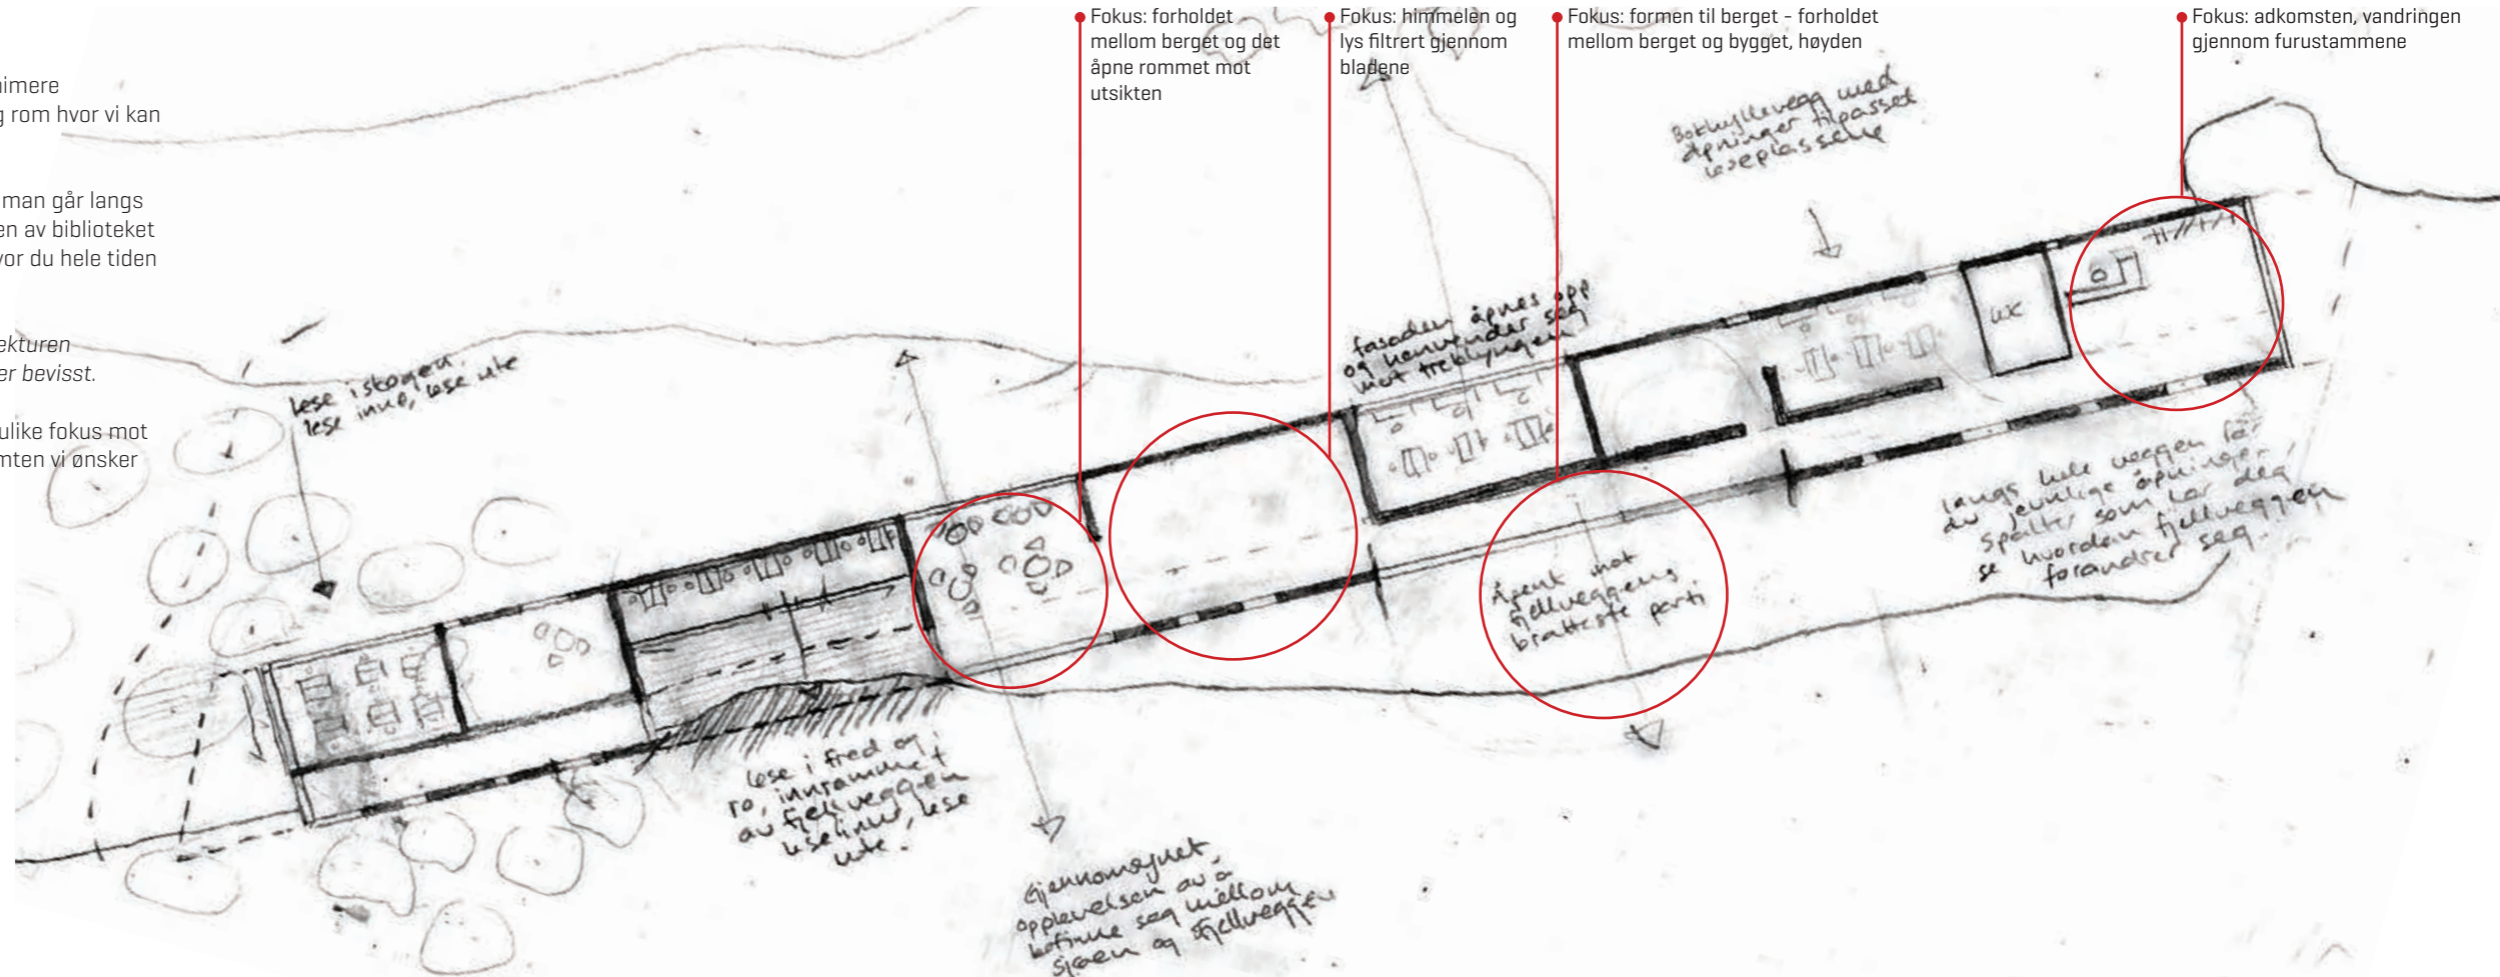 nimere
g rom hvor vi kan
man går langs
en av biblioteket
vor du hele tiden
ekturen
er bevisst.
ulike fokus mot
mten vi ønsker
Fokus: forholdet
mellom berget og det
åpne rommet mot
utsikten
Fokus: himmelen og
lys filtrert gjennom
bladene
Fokus: formen til berget - forholdet
mellom berget og bygget, høyden
Fokus: adkomsten, vandringen
gjennom furustammene
Bokhyllevegg med
åpninger tilpasset
leseplassene
fasaden åpnes opp
og henvender seg
mot treklyngen
lese i skogen,
lese inne, lese ute
WC
langs hele veggen får
du jevnlige åpninger,
spalter som lar deg
se hvordan fjellveggen
forandrer seg.
Åpent mot
fjellveggens
bratteste parti
lese i fred og
ro, innrammet
av fjellveggen
lese inne, lese
ute.
Gjennomsynet,
opplevelsen av å
befinne seg mellom
sjøen og fjellveggen